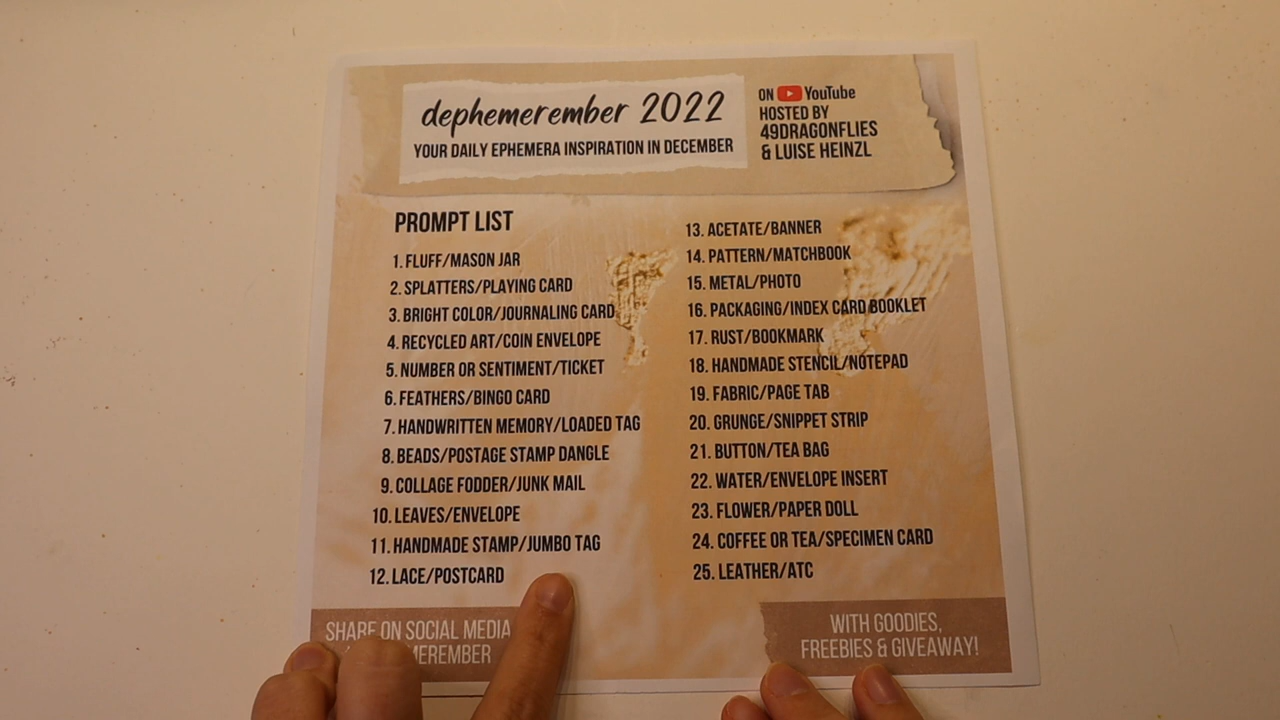 dephemerember 2022
YOUR DAILY EPHEMERA INSPIRATION IN DECEMBER
ON YouTube
HOSTED BY
49DRAGONFLIES
& LUISE HEINZL
PROMPT LIST
1. FLUFF/MASON JAR
2. SPLATTERS/PLAYING CARD
3. BRIGHT COLOR/JOURNALING CARD
4. RECYCLED ART/COIN ENVELOPE
5. NUMBER OR SENTIMENT/TICKET
6. FEATHERS/BINGO CARD
7. HANDWRITTEN MEMORY/LOADED TAG
8. BEADS/POSTAGE STAMP DANGLE
9. COLLAGE FODDER/JUNK MAIL
10. LEAVES/ENVELOPE
11. HANDMADE STAMP/JUMBO TAG
12. LACE/POSTCARD
13. ACETATE/BANNER
14. PATTERN/MATCHBOOK
15. METAL/PHOTO
16. PACKAGING/INDEX CARD BOOKLET
17. RUST/BOOKMARK
18. HANDMADE STENCIL/NOTEPAD
19. FABRIC/PAGE TAB
20. GRUNGE/SNIPPET STRIP
21. BUTTON/TEA BAG
22. WATER/ENVELOPE INSERT
23. FLOWER/PAPER DOLL
24. COFFEE OR TEA/SPECIMEN CARD
25. LEATHER/ATC
SHARE ON SOCIAL MEDIA
WITH GOODIES,
FREEBIES & GIVEAWAY!